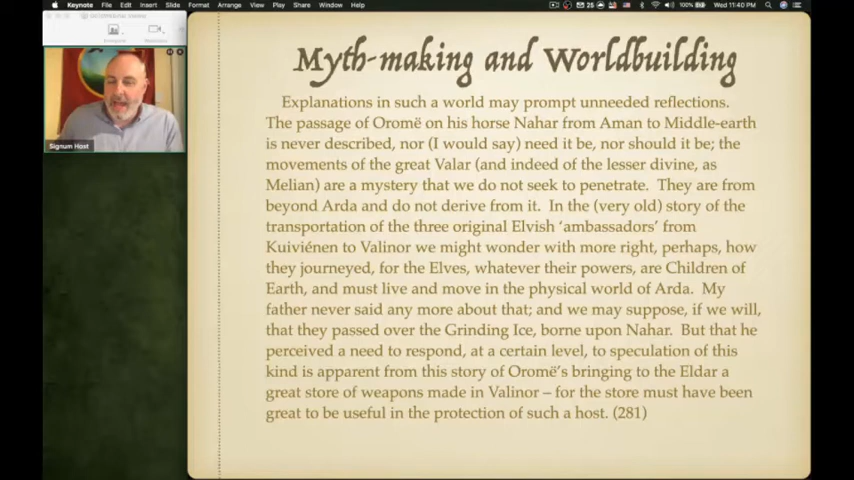 Keynote File Edit Insert Slide Format Arrange View Play Share Window Help
25
100% Wed 11:40 PM
Signum Host
Myth-making and Worldbuilding
Explanations in such a world may prompt unneeded reflections.
The passage of Oromë on his horse Nahar from Aman to Middle-earth
is never described, nor (I would say) need it be, nor should it be; the
movements of the great Valar (and indeed of the lesser divine, as
Melian) are a mystery that we do not seek to penetrate. They are from
beyond Arda and do not derive from it. In the (very old) story of the
transportation of the three original Elvish ‘ambassadors’ from
Kuiviénen to Valinor we might wonder with more right, perhaps, how
they journeyed, for the Elves, whatever their powers, are Children of
Earth, and must live and move in the physical world of Arda. My
father never said any more about that; and we may suppose, if we will,
that they passed over the Grinding Ice, borne upon Nahar. But that he
perceived a need to respond, at a certain level, to speculation of this
kind is apparent from this story of Oromë’s bringing to the Eldar a
great store of weapons made in Valinor – for the store must have been
great to be useful in the protection of such a host. (281)